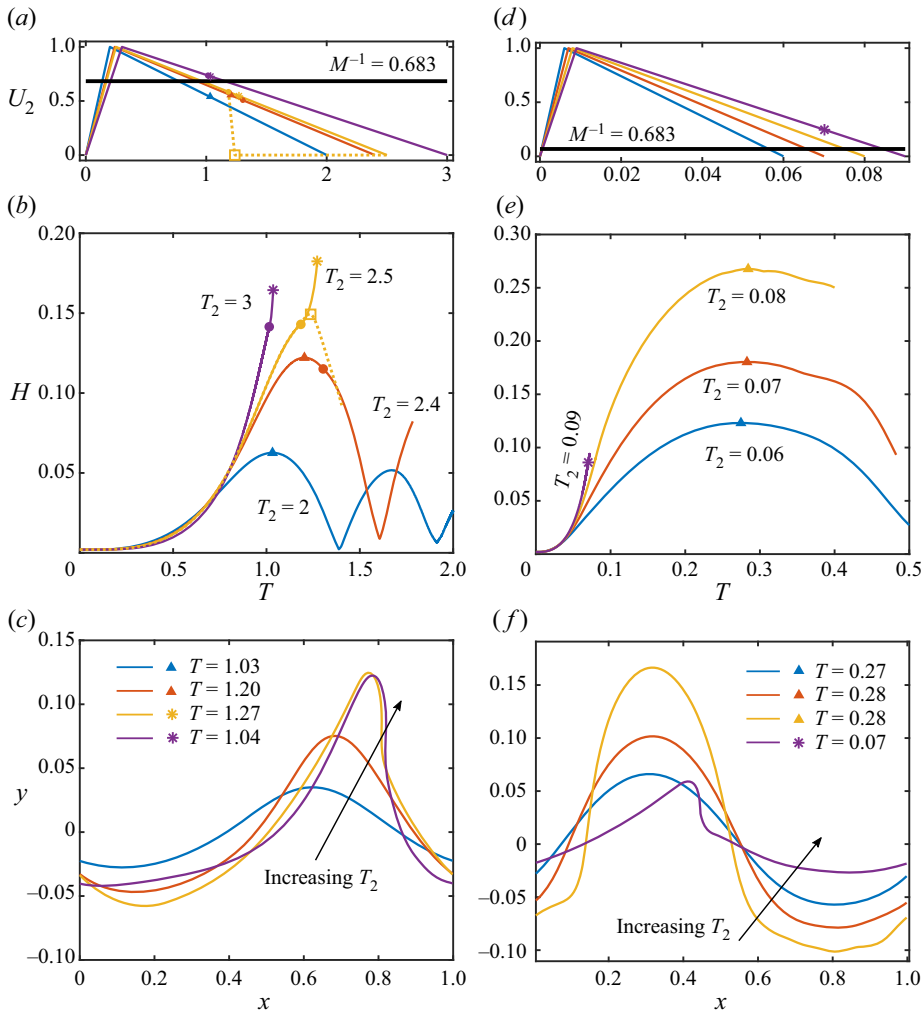 (a)
1.0
0.5
0
U2
M−1 = 0.683
0 1 2 3
(d)
1.0
0.5
0
M−1 = 0.683
0 0.02 0.04 0.06 0.08
(b)
0.20
0.15
0.10
0.05
H
T2 = 3
T2 = 2.5
T2 = 2.4
T2 = 2
0 0.5 1.0 1.5 2.0
T
(e)
0.30
0.25
0.20
0.15
0.10
0.05
T2 = 0.09
T2 = 0.08
T2 = 0.07
T2 = 0.06
0 0.1 0.2 0.3 0.4 0.5
T
(c)
0.15
0.10
0.05
0
−0.05
−0.10
y
T = 1.03
T = 1.20
T = 1.27
T = 1.04
Increasing T2
0 0.2 0.4 0.6 0.8 1.0
x
(f)
0.15
0.10
0.05
0
−0.05
−0.10
T = 0.27
T = 0.28
T = 0.28
T = 0.07
Increasing T2
0.2 0.4 0.6 0.8 1.0
x